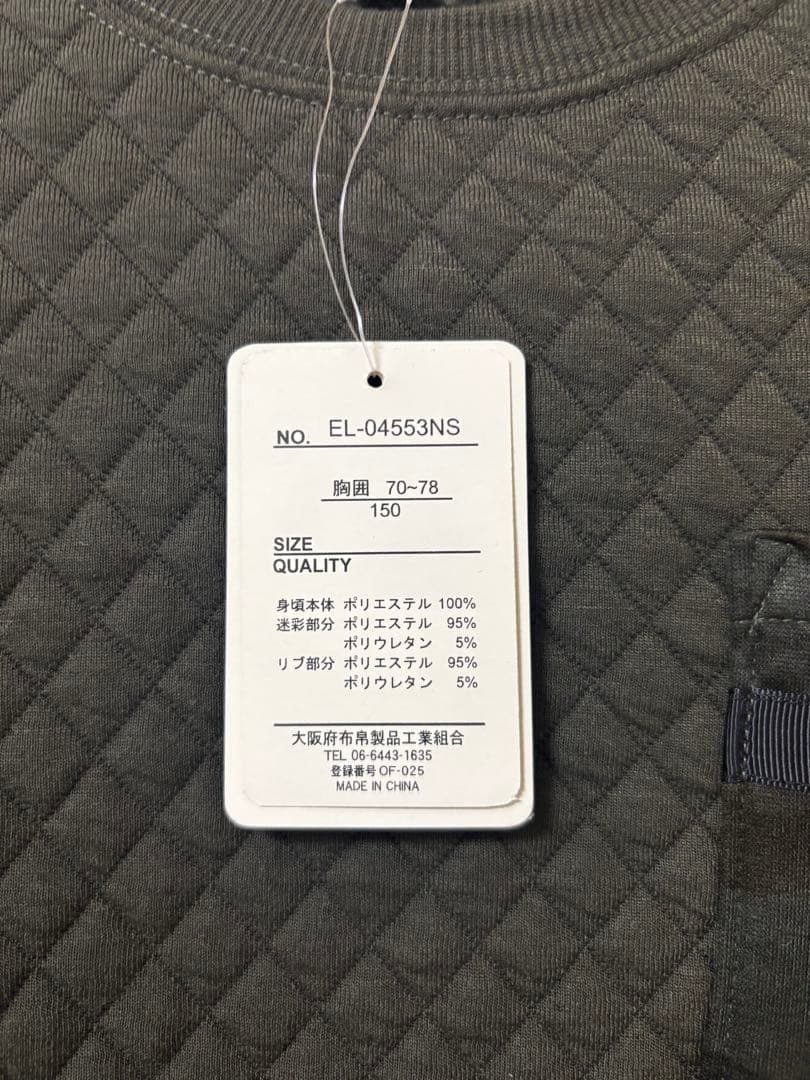 NO. EL-04553NS
胸囲 70~78
150
SIZE
QUALITY
身頃本体 ポリエステル 100%
迷彩部分 ポリエステル 95%
ポリウレタン 5%
リブ部分 ポリエステル 95%
ポリウレタン 5%
大阪府布帛製品工業組合
TEL 06-6443-1635
登録番号 OF-025
MADE IN CHINA